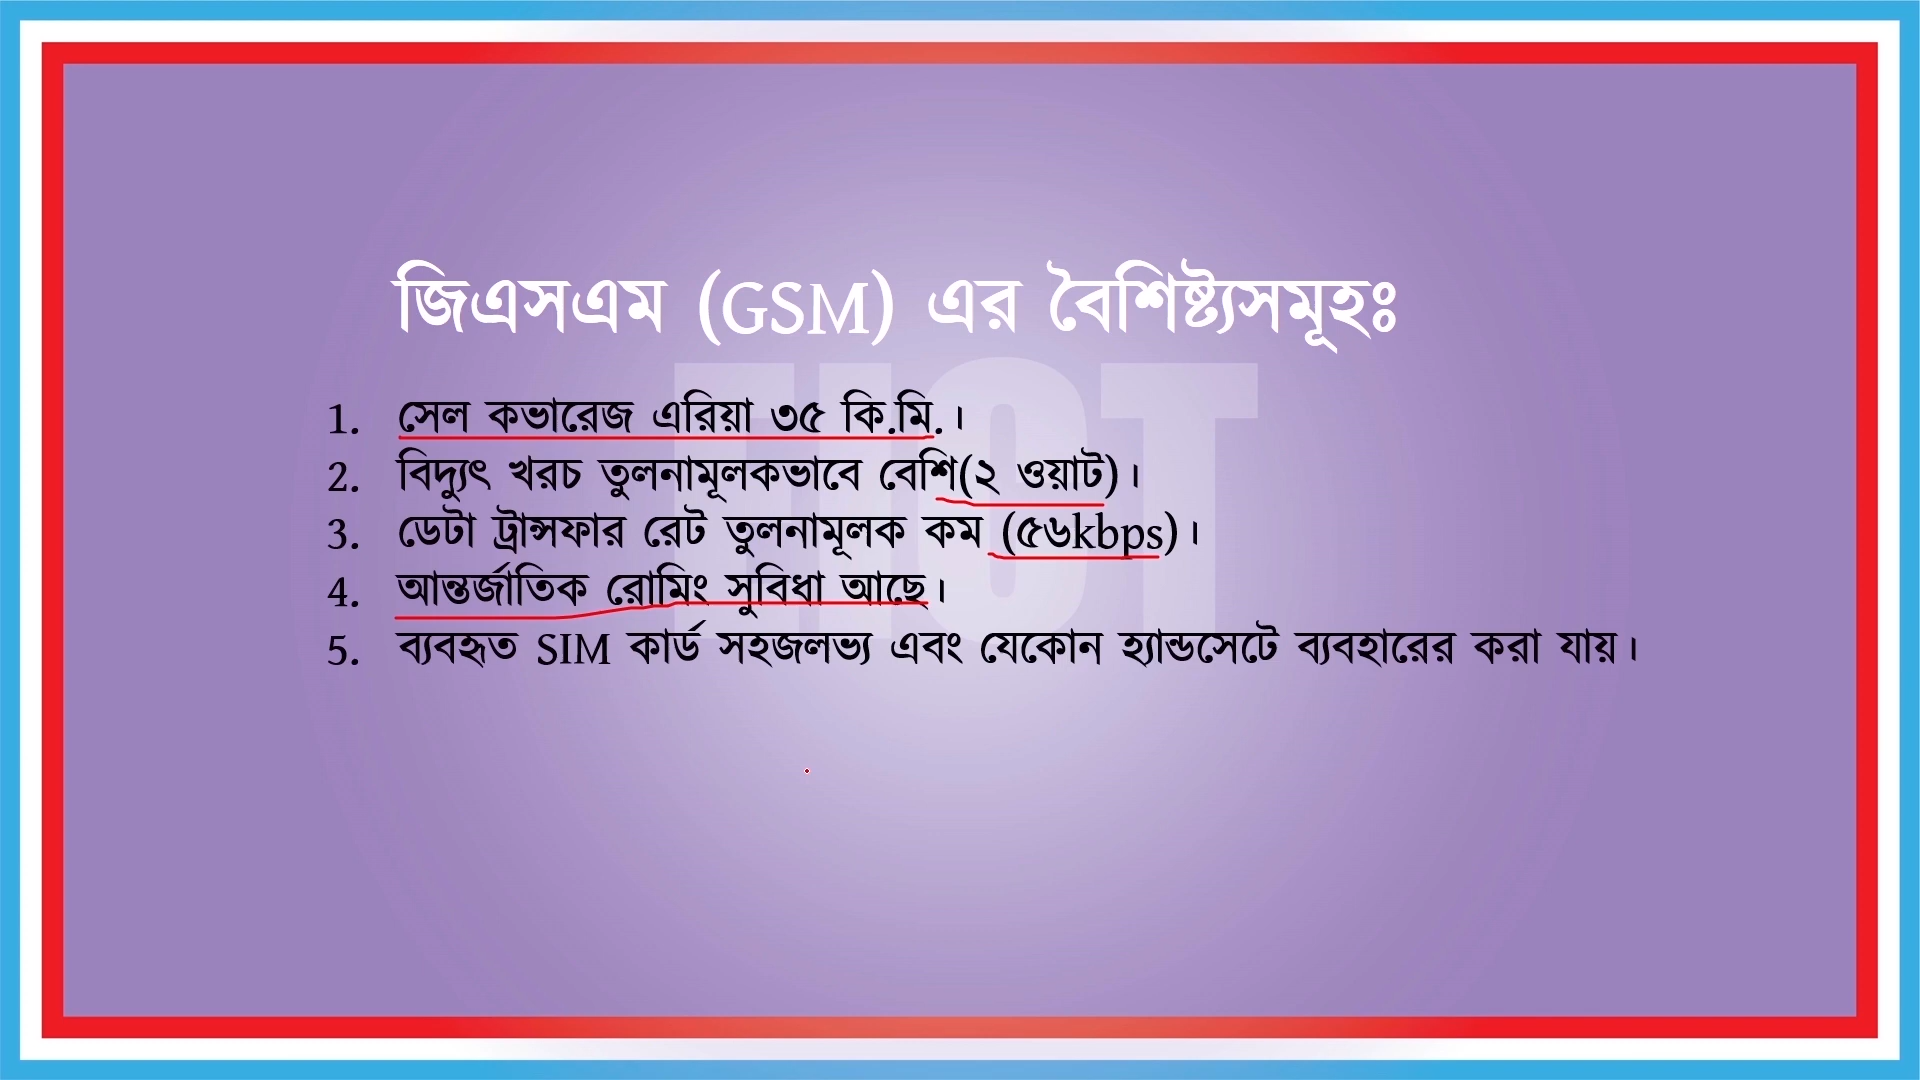 জিএসএম (GSM) এর বৈশিষ্ট্যসমূহঃ
1. সেল কভারেজ এরিয়া ৩৫ কি.মি.।
2. বিদ্যুৎ খরচ তুলনামূলকভাবে বেশি(২ ওয়াট)।
3. ডেটা ট্রান্সফার রেট তুলনামূলক কম (৫৬kbps)।
4. আন্তর্জাতিক রোমিং সুবিধা আছে।
5. ব্যবহৃত SIM কার্ড সহজলভ্য এবং যেকোন হ্যান্ডসেটে ব্যবহারের করা যায়।